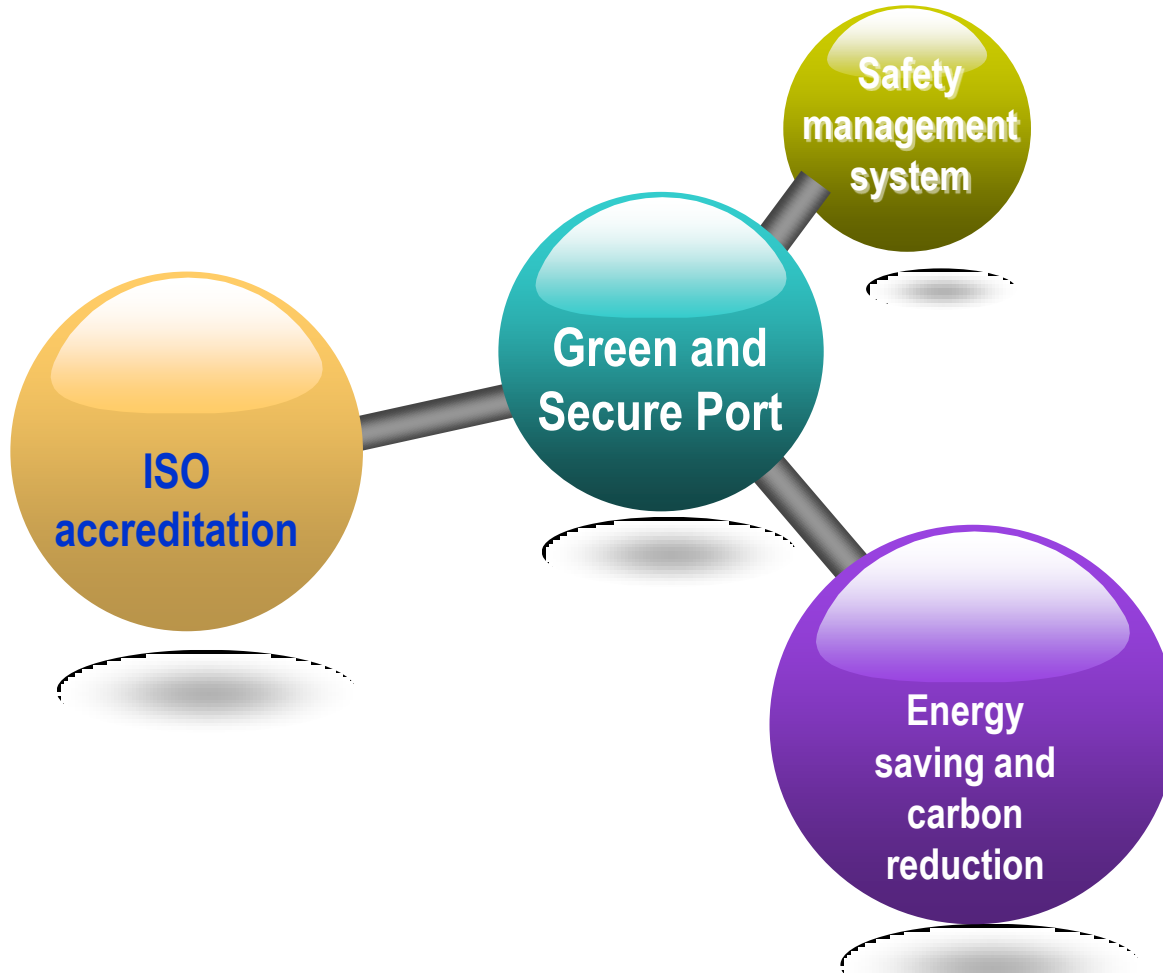 Safety
management
system
Green and
Secure Port
ISO
accreditation
Energy
saving and
carbon
reduction